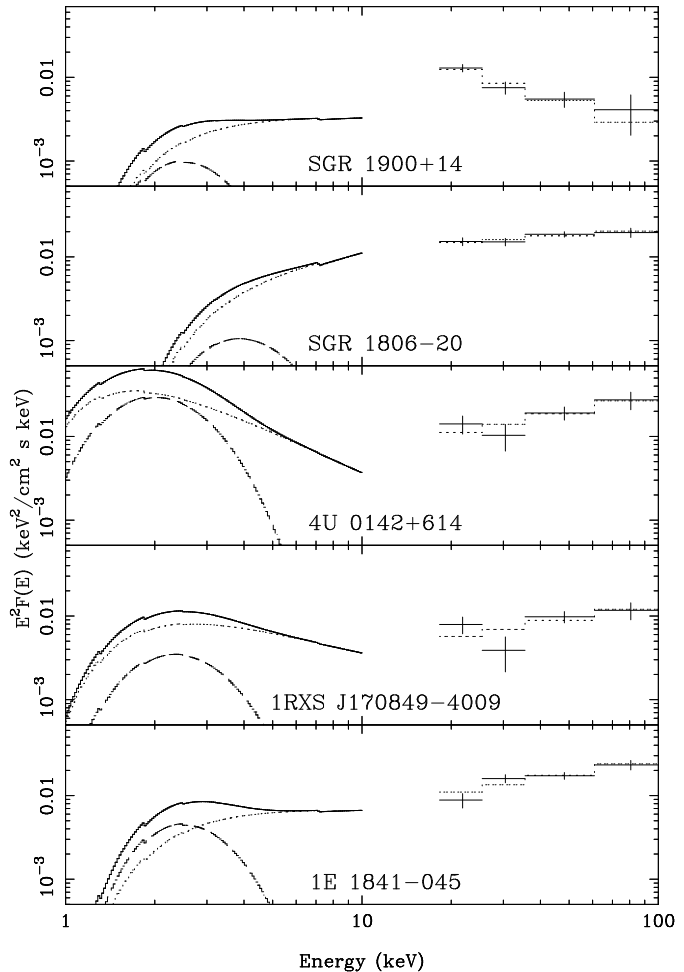 0.01
10⁻³
SGR 1900+14
0.01
10⁻³
SGR 1806−20
0.01
10⁻³
4U 0142+614
E²F(E) (keV²/cm² s keV)
0.01
10⁻³
1RXS J170849−4009
0.01
10⁻³
1E 1841−045
1 10 100
Energy (keV)